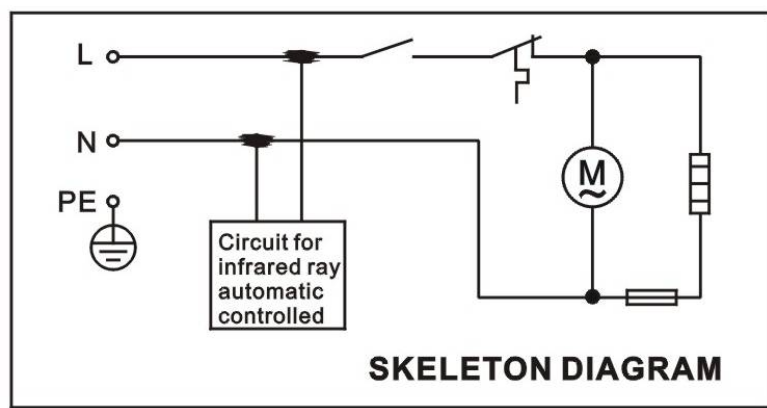 L
N
PE
M
Circuit for
infrared ray
automatic
controlled
SKELETON DIAGRAM